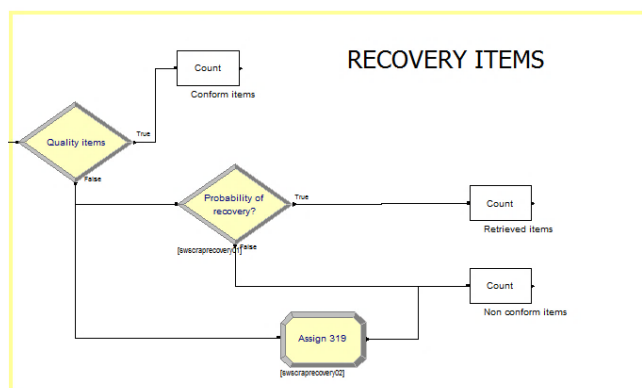 RECOVERY ITEMS
Count
Conform items
True
Quality items
False
Probability of
recovery?
True
Count
Retrieved items
False
[swscraprecovery01]
Count
Non conform items
Assign 319
[swscraprecovery02]